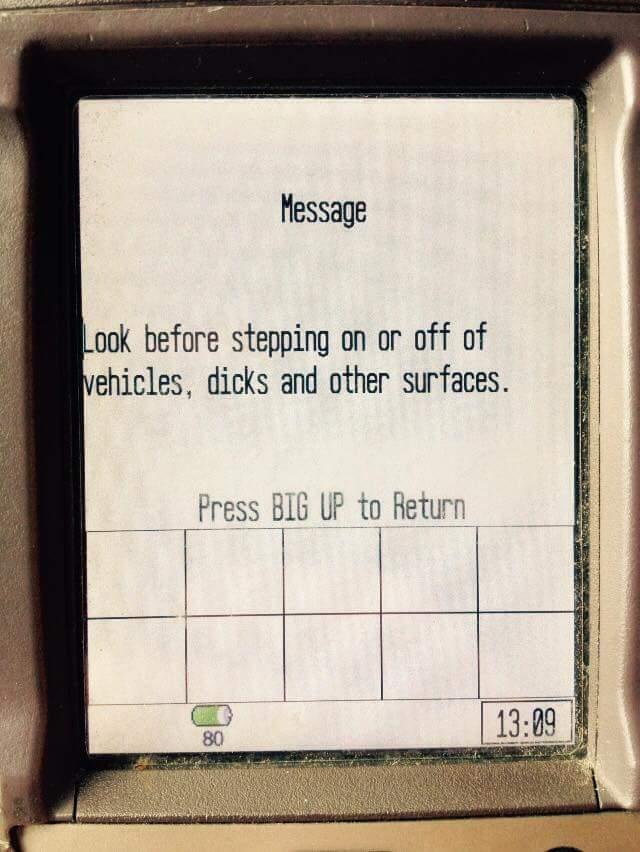 Message
Look before stepping on or off of
vehicles, dicks and other surfaces.
Press BIG UP to Return
80
13:09